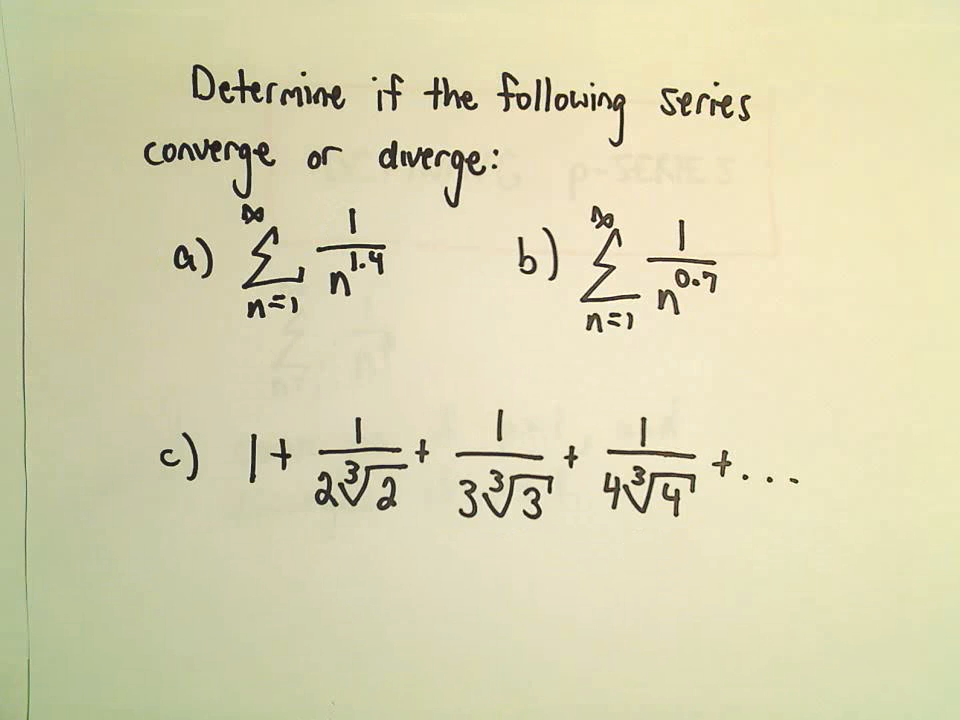 Determine if the following series
converge or diverge:
a) ∞ ∑ n=1 1/n^1.4 b) ∞ ∑ n=1 1/n^0.7
c) 1 + 1/2∛2 + 1/3∛3 + 1/4∛4 + ...
p-SERIES